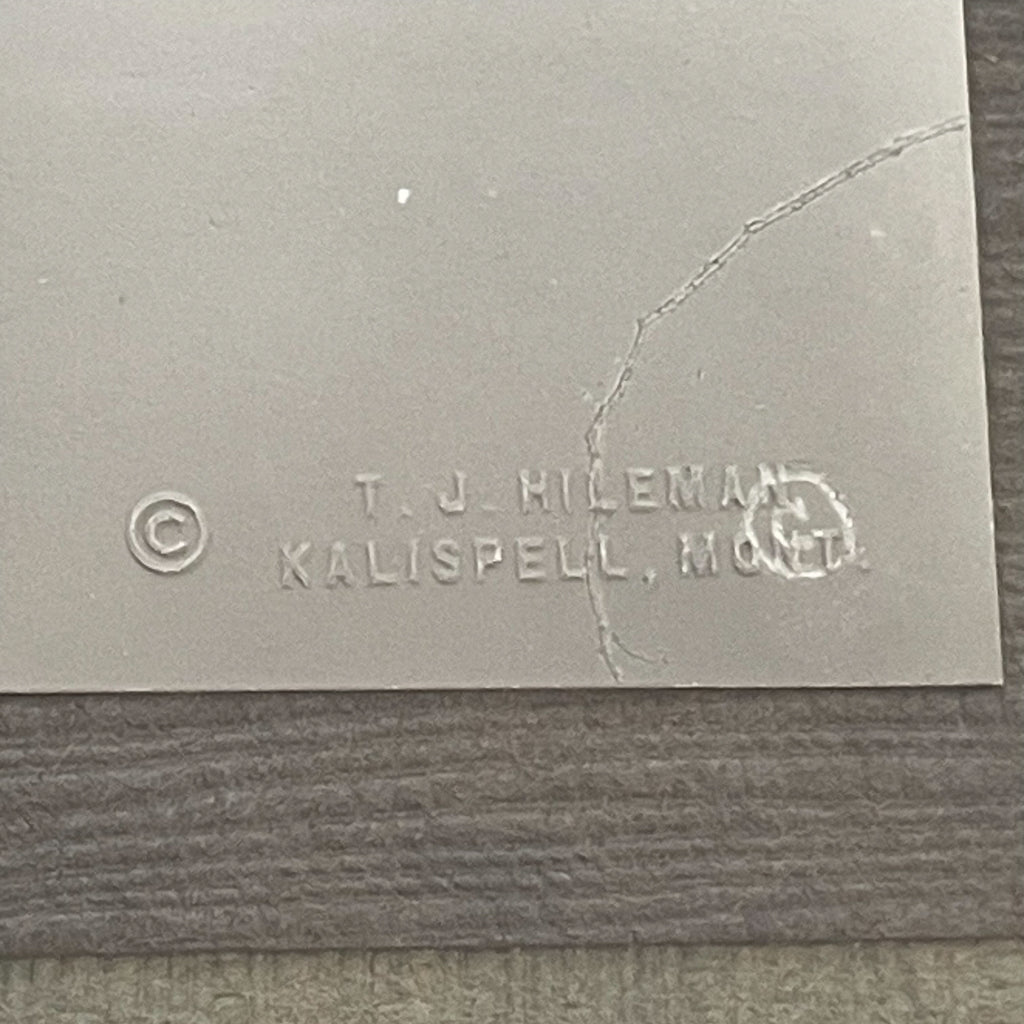 © T. J. HILEMAN
KALISPELL, MONT.
©